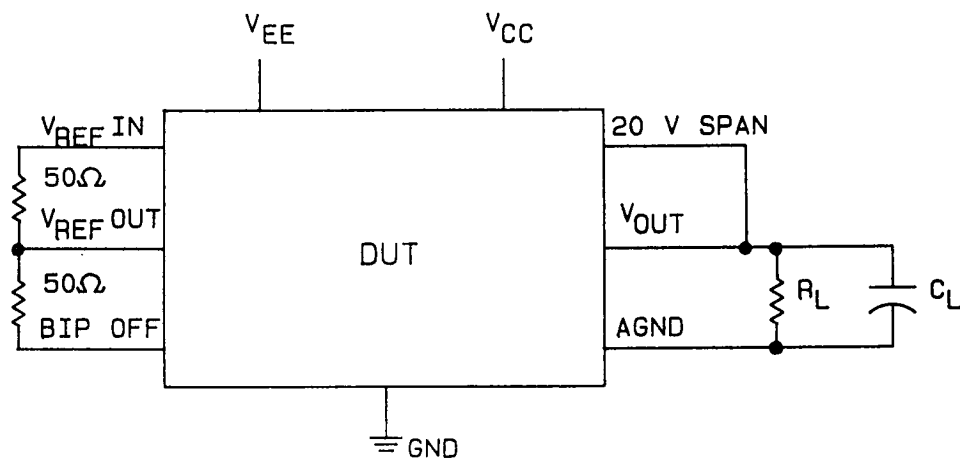 VEE
VCC
VREF IN
20 V SPAN
50Ω
VREF OUT
VOUT
DUT
50Ω
RL
CL
BIP OFF
AGND
GND